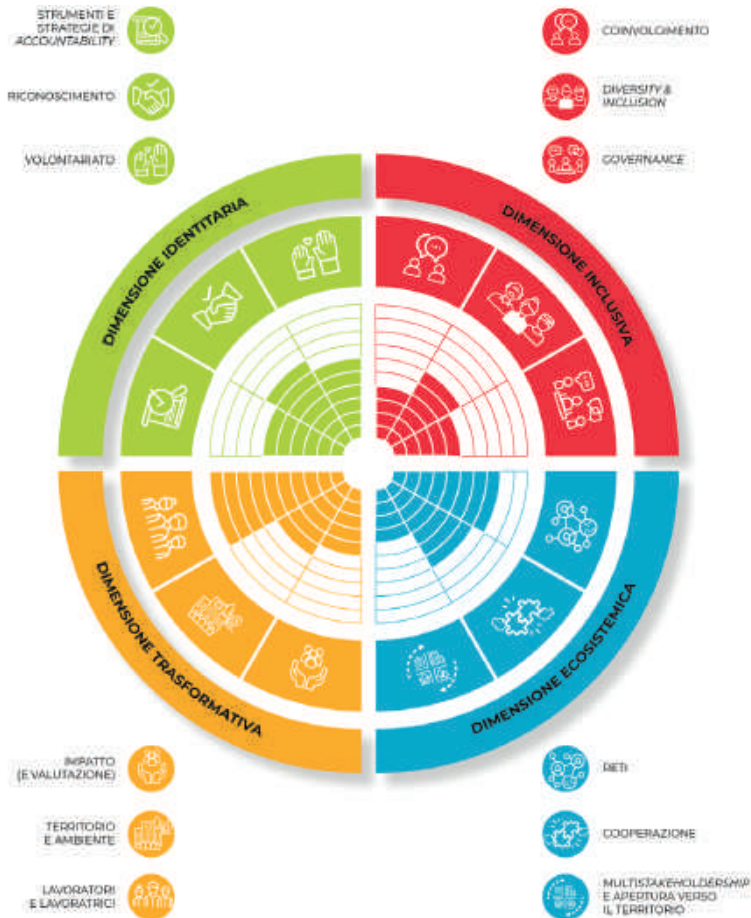 STRUMENTI E
STRATEGIE DI
ACCOUNTABILITY
RICONOSCIMENTO
VOLONTARIATO
COINVOLGIMENTO
DIVERSITY &
INCLUSION
GOVERNANCE
DIMENSIONE IDENTITARIA
DIMENSIONE INCLUSIVA
DIMENSIONE TRASFORMATIVA
DIMENSIONE ECOSISTEMICA
IMPATTO
(E VALUTAZIONE)
TERRITORIO
E AMBIENTE
LAVORATORI
E LAVORATRICI
RETI
COOPERAZIONE
MULTISTAKEHOLDERSHIP
E APERTURA VERSO
IL TERRITORIO